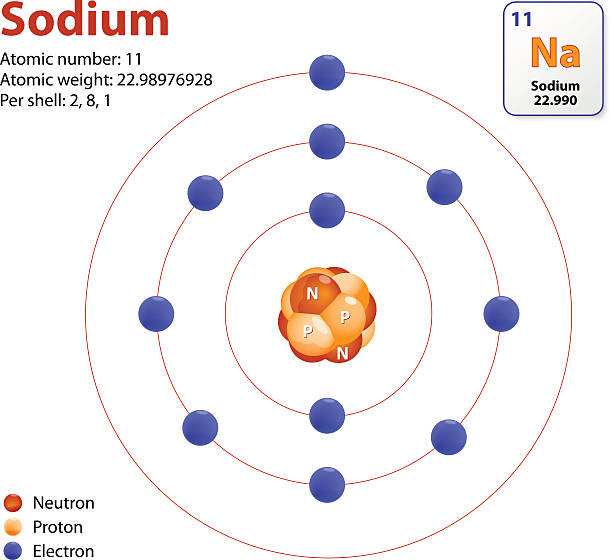 Sodium
Atomic number: 11
Atomic weight: 22.98976928
Per shell: 2, 8, 1
11
Na
Sodium
22.990
N
P
P
N
Neutron
Proton
Electron